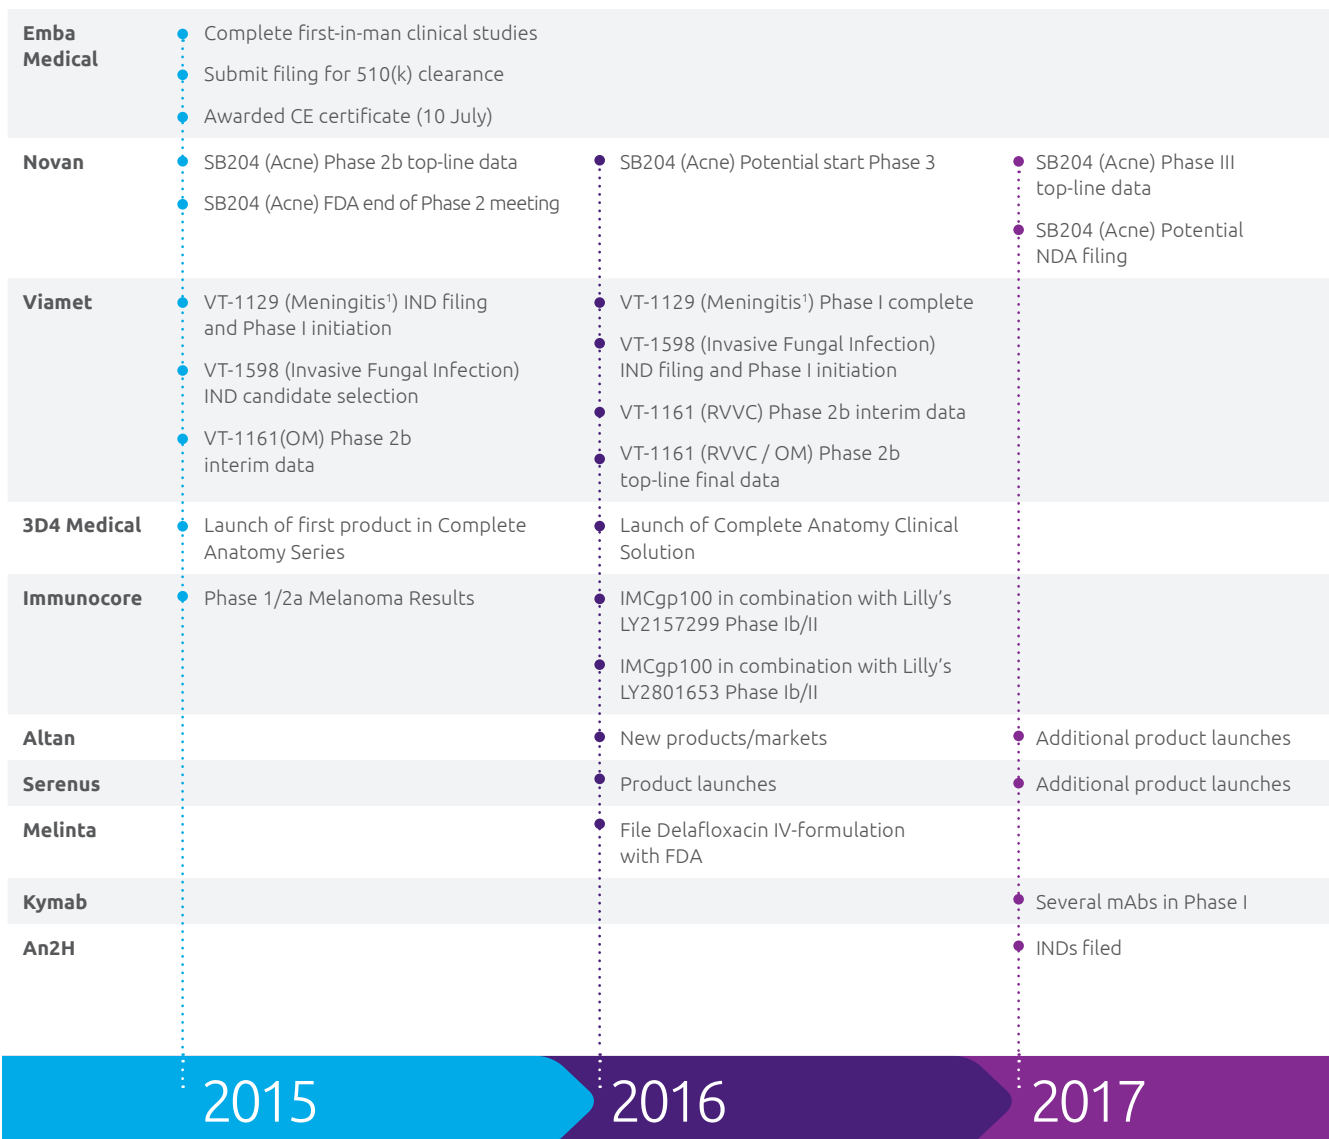 Emba
Medical
Complete first-in-man clinical studies
Submit filing for 510(k) clearance
Awarded CE certificate (10 July)
Novan
SB204 (Acne) Phase 2b top-line data
SB204 (Acne) FDA end of Phase 2 meeting
SB204 (Acne) Potential start Phase 3
SB204 (Acne) Phase III
top-line data
SB204 (Acne) Potential
NDA filing
Viamet
VT-1129 (Meningitis¹) IND filing
and Phase I initiation
VT-1598 (Invasive Fungal Infection)
IND candidate selection
VT-1161(OM) Phase 2b
interim data
VT-1129 (Meningitis¹) Phase I complete
VT-1598 (Invasive Fungal Infection)
IND filing and Phase I initiation
VT-1161 (RVVC) Phase 2b interim data
VT-1161 (RVVC / OM) Phase 2b
top-line final data
3D4 Medical
Launch of first product in Complete
Anatomy Series
Launch of Complete Anatomy Clinical
Solution
Immunocore
Phase 1/2a Melanoma Results
IMCgp100 in combination with Lilly’s
LY2157299 Phase Ib/II
IMCgp100 in combination with Lilly’s
LY2801653 Phase Ib/II
Altan
New products/markets
Additional product launches
Serenus
Product launches
Additional product launches
Melinta
File Delafloxacin IV-formulation
with FDA
Kymab
Several mAbs in Phase I
An2H
INDs filed
2015
2016
2017